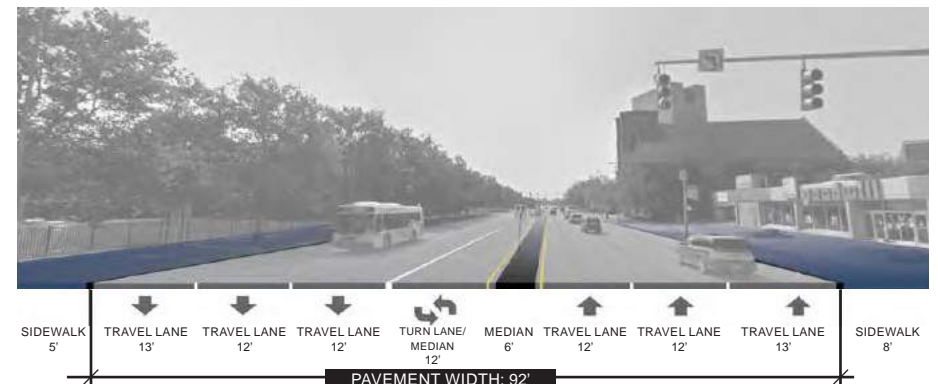 SIDEWALK
5'
TRAVEL LANE
13'
TRAVEL LANE
12'
TRAVEL LANE
12'
TURN LANE/
MEDIAN
12'
MEDIAN
6'
TRAVEL LANE
12'
TRAVEL LANE
12'
TRAVEL LANE
13'
SIDEWALK
8'
PAVEMENT WIDTH: 92'